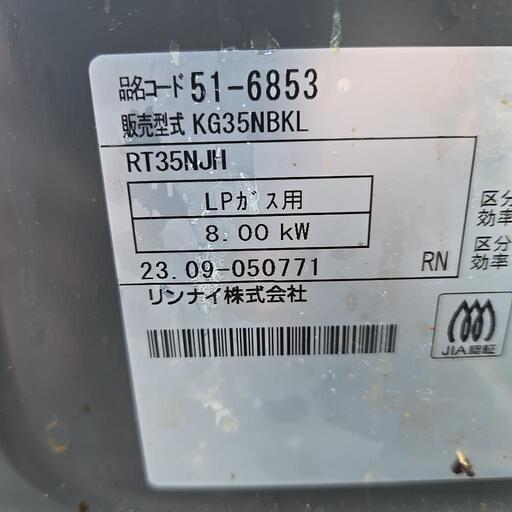 品名コード 51-6853
販売型式 KG35NBKL
RT35NJH
LPガス用
8.00 kW
23.09-050771 RN
リンナイ株式会社
区分
効率
区分
効率
JIA認証